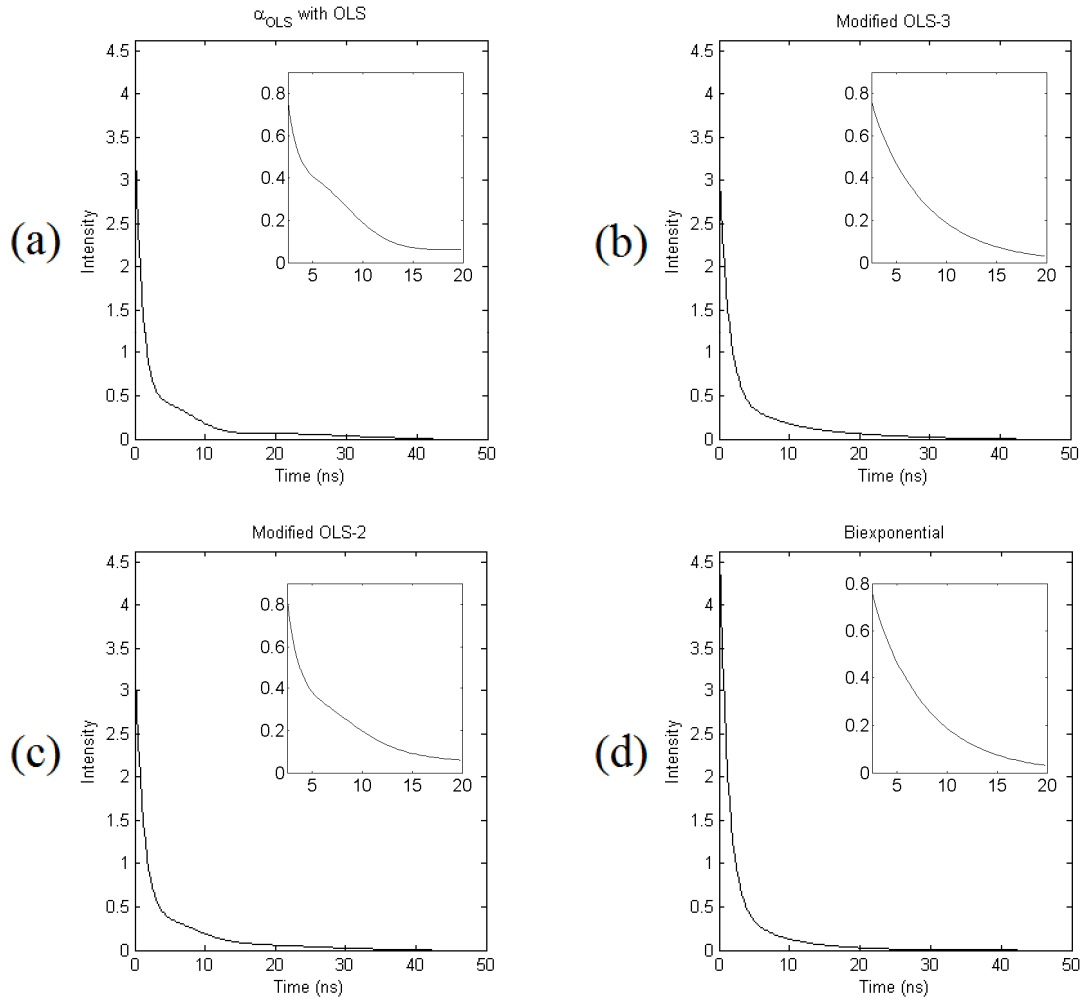 α_OLS with OLS
4.5
4
3.5
3
2.5
2
1.5
1
0.5
0
Intensity
0 10 20 30 40 50
Time (ns)
0.8
0.6
0.4
0.2
0
5 10 15 20
(a)
Modified OLS-3
4.5
4
3.5
3
2.5
2
1.5
1
0.5
0
Intensity
0 10 20 30 40 50
Time (ns)
0.8
0.6
0.4
0.2
0
5 10 15 20
(b)
Modified OLS-2
4.5
4
3.5
3
2.5
2
1.5
1
0.5
0
Intensity
0 10 20 30 40 50
Time (ns)
0.8
0.6
0.4
0.2
0
5 10 15 20
(c)
Biexponential
4.5
4
3.5
3
2.5
2
1.5
1
0.5
0
Intensity
0 10 20 30 40 50
Time (ns)
0.8
0.6
0.4
0.2
0
5 10 15 20
(d)